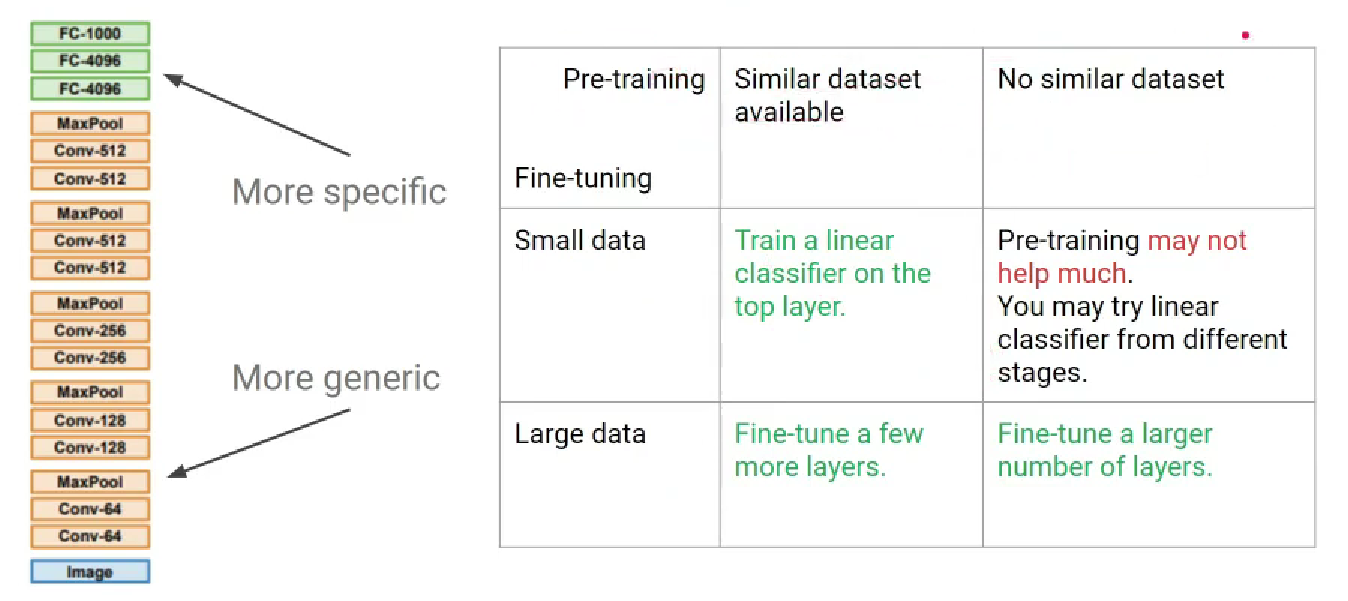 FC-1000
FC-4096
FC-4096
MaxPool
Conv-512
Conv-512
MaxPool
Conv-512
Conv-512
MaxPool
Conv-256
Conv-256
MaxPool
Conv-128
Conv-128
MaxPool
Conv-64
Conv-64
Image
More specific
More generic
Pre-training
Fine-tuning
Similar dataset
available
No similar dataset
Small data
Train a linear
classifier on the
top layer.
Pre-training may not
help much.
You may try linear
classifier from different
stages.
Large data
Fine-tune a few
more layers.
Fine-tune a larger
number of layers.